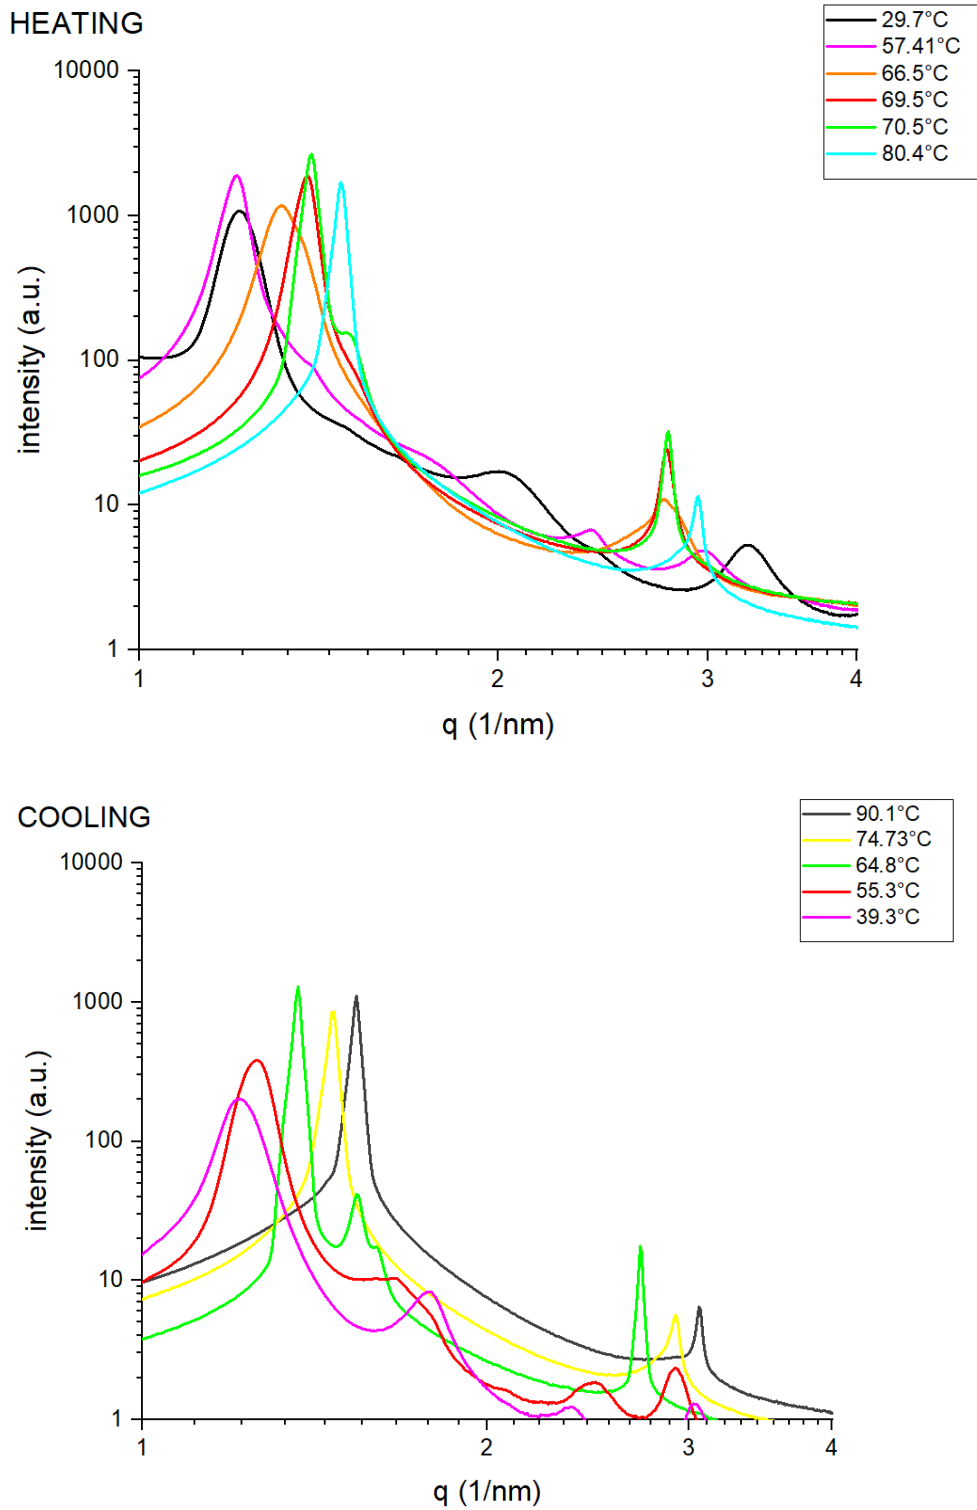 HEATING
29.7°C
57.41°C
66.5°C
69.5°C
70.5°C
80.4°C
10000
1000
100
10
1
intensity (a.u.)
1
2
3
4
q (1/nm)
COOLING
90.1°C
74.73°C
64.8°C
55.3°C
39.3°C
10000
1000
100
10
1
intensity (a.u.)
1
2
3
4
q (1/nm)